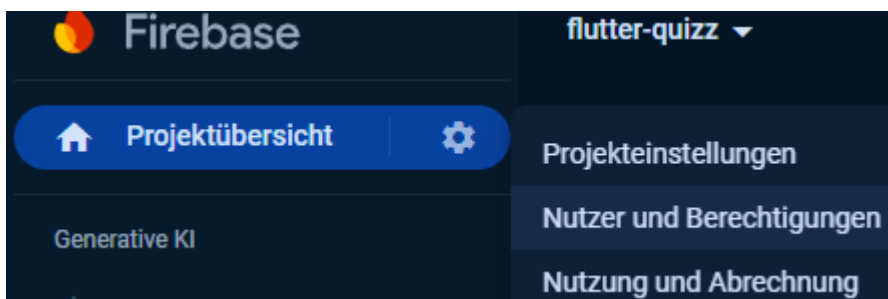 Firebase
flutter-quizz
Projektübersicht
Projekteinstellungen
Nutzer und Berechtigungen
Generative KI
Nutzung und Abrechnung